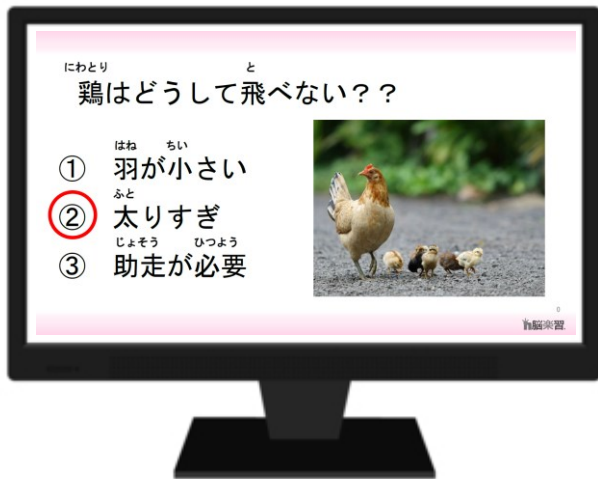 にわとり と
鶏はどうして飛べない？？
はね ちい
① 羽が小さい
ふと
② 太りすぎ
じょそう ひつよう
③ 助走が必要
0
脳楽習